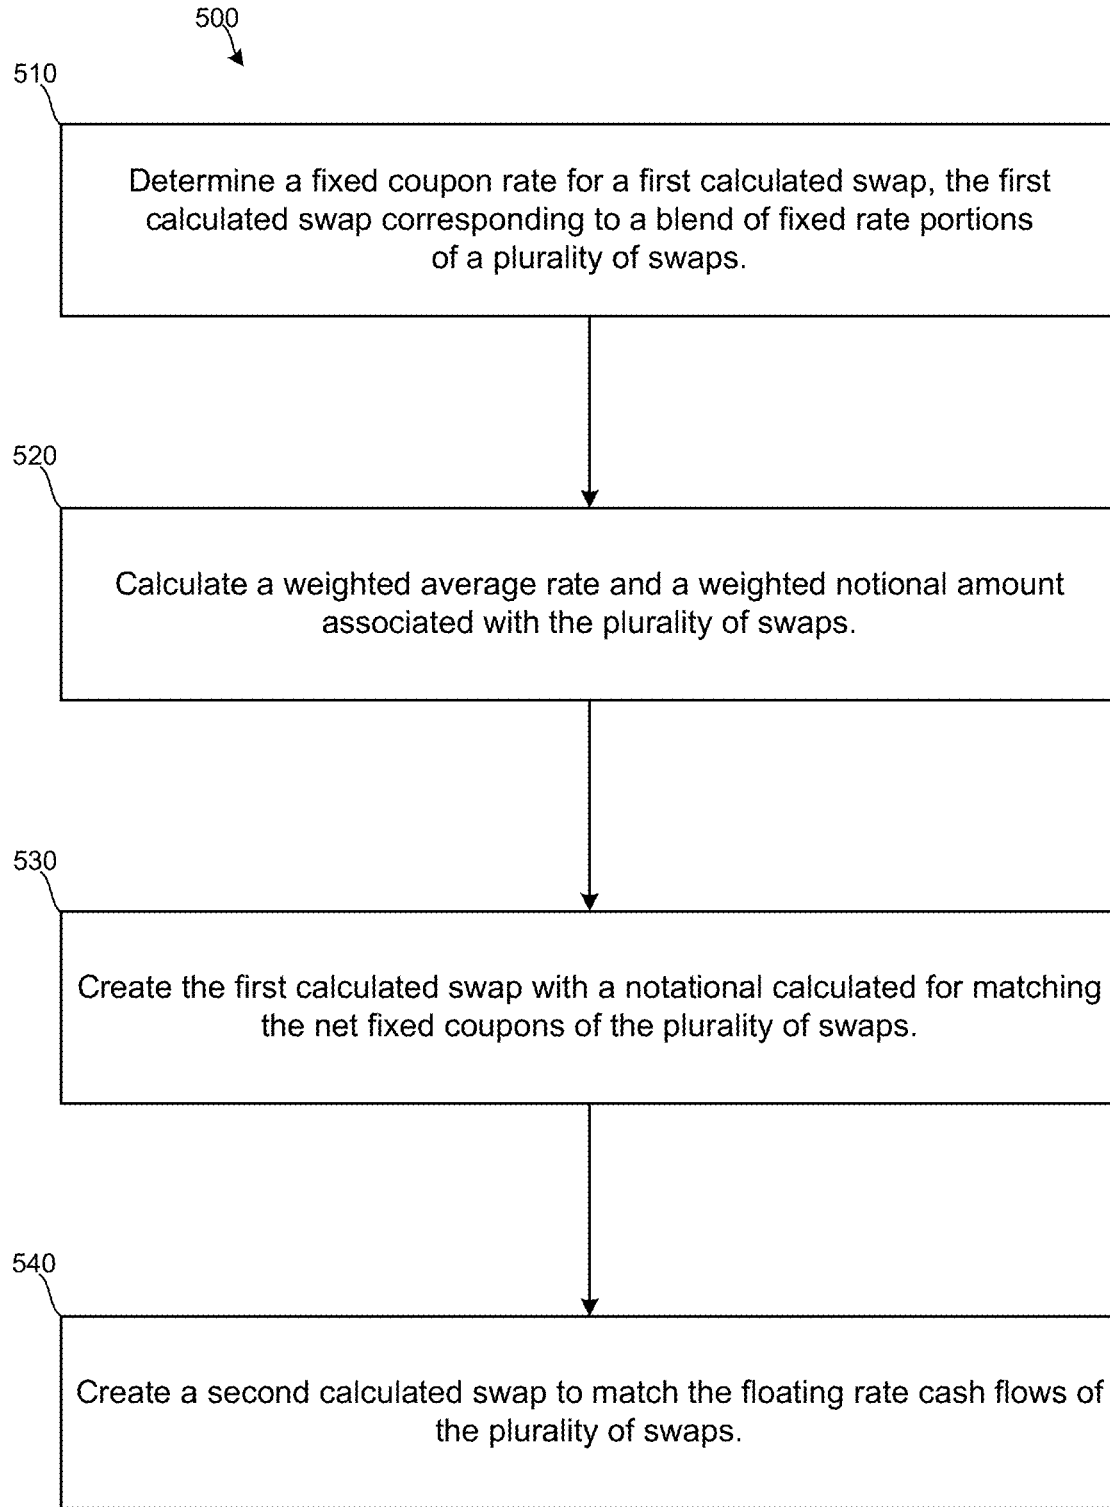 500
510
Determine a fixed coupon rate for a first calculated swap, the first
calculated swap corresponding to a blend of fixed rate portions
of a plurality of swaps.
520
Calculate a weighted average rate and a weighted notional amount
associated with the plurality of swaps.
530
Create the first calculated swap with a notational calculated for matching
the net fixed coupons of the plurality of swaps.
540
Create a second calculated swap to match the floating rate cash flows of
the plurality of swaps.